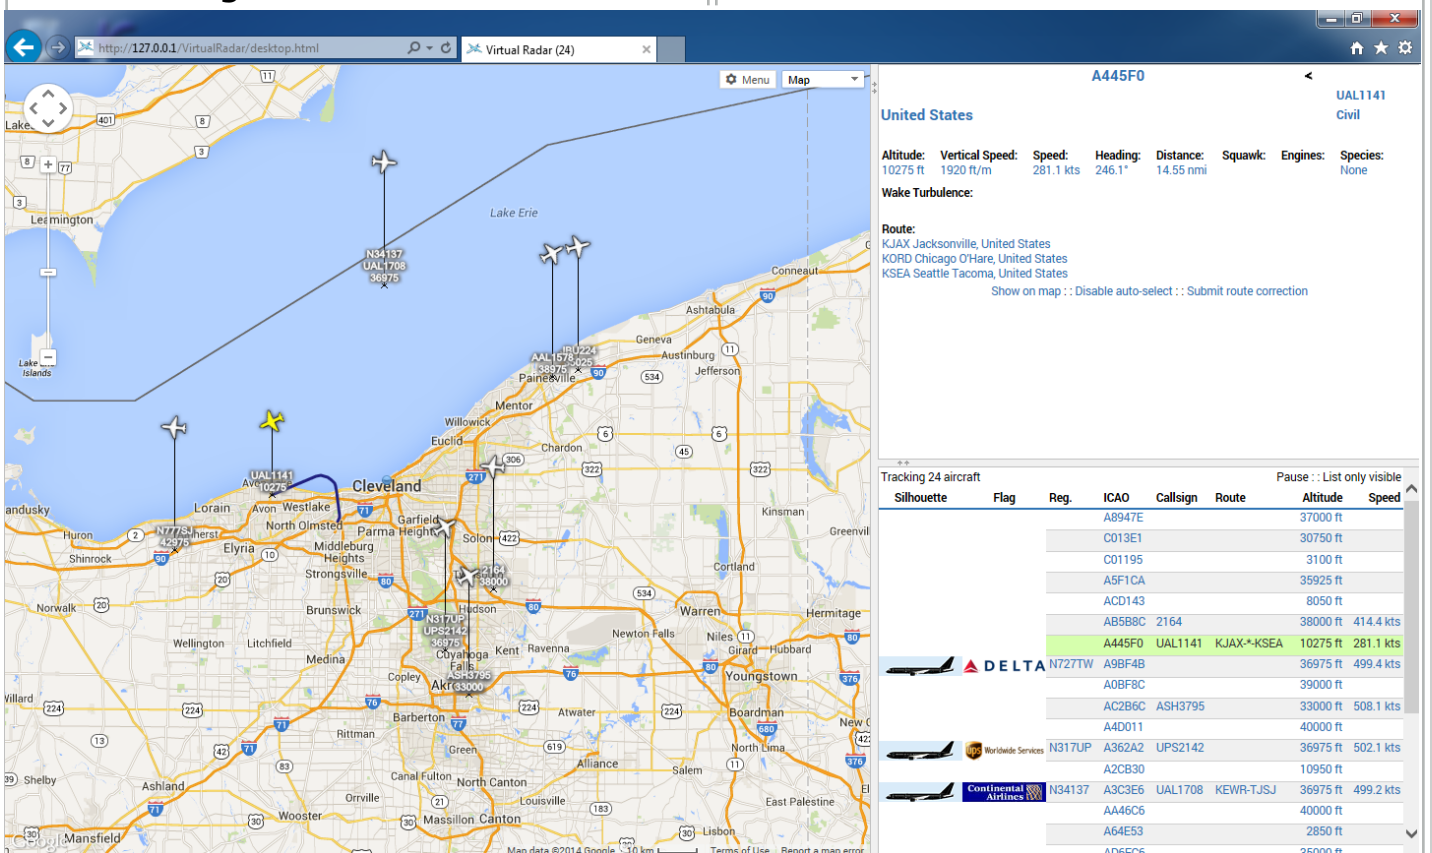 http://127.0.0.1/VirtualRadar/desktop.html
Virtual Radar (24)
Menu
Map
Lake Erie
Leamington
Conneaut
Ashtabula
Geneva
Austinburg
Jefferson
Painesville
Mentor
Willowick
Euclid
Chardon
Cleveland
Lorain
Avon
Westlake
North Olmsted
Parma Heights
Garfield
Solon
Kinsman
Greenvil
Huron
Elyria
Middleburg
Heights
Strongsville
Shinrock
Cortland
Norwalk
Brunswick
Hudson
Warren
Hermitage
Wellington
Litchfield
Medina
Newton Falls
Niles
Girard
Hubbard
Cuyahoga
Falls
Kent
Ravenna
Copley
Youngstown
Barberton
Atwater
Boardman
Rittman
Green
North Lima
Alliance
Salem
Shelby
Ashland
Canal Fulton
North Canton
Orrville
Louisville
East Palestine
Wooster
Massillon
Canton
Lisbon
Mansfield
Lake Erie
Islands
N34137
UAL1708
36975
AAL1578
38975
UAL1141
10275
N777SJ
42975
2164
38000
N317UP
UPS2142
36975
ASH3795
33000
Map data ©2014 Google
10 km
Terms of Use
Report a map error
A445F0
<
UAL1141
United States
Civil
Altitude: Vertical Speed: Speed: Heading: Distance: Squawk: Engines: Species:
10275 ft 1920 ft/m 281.1 kts 246.1° 14.55 nmi None
Wake Turbulence:
Route:
KJAX Jacksonville, United States
KORD Chicago O'Hare, United States
KSEA Seattle Tacoma, United States
Show on map : : Disable auto-select : : Submit route correction
Tracking 24 aircraft Pause : : List only visible
Silhouette Flag Reg. ICAO Callsign Route Altitude Speed
A8947E 37000 ft
C013E1 30750 ft
C01195 3100 ft
A5F1CA 35925 ft
ACD143 8050 ft
AB5B8C 2164 38000 ft 414.4 kts
A445F0 UAL1141 KJAX-*-KSEA 10275 ft 281.1 kts
DELTA N727TW A9BF4B 36975 ft 499.4 kts
A0BF8C 39000 ft
AC2B6C ASH3795 33000 ft 508.1 kts
A4D011 40000 ft
ups Worldwide Services N317UP A362A2 UPS2142 36975 ft 502.1 kts
A2CB30 10950 ft
Continental Airlines N34137 A3C3E6 UAL1708 KEWR-TJSJ 36975 ft 499.2 kts
AA46C6 40000 ft
A64E53 2850 ft
AD6EC6 35000 ft